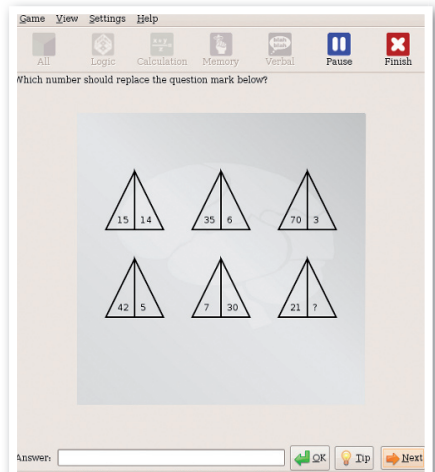 Game View Settings Help
All Logic Calculation Memory Verbal Pause Finish
Which number should replace the question mark below?
15 14 35 6 70 3
42 5 7 30 21 ?
Answer: OK Tip Next